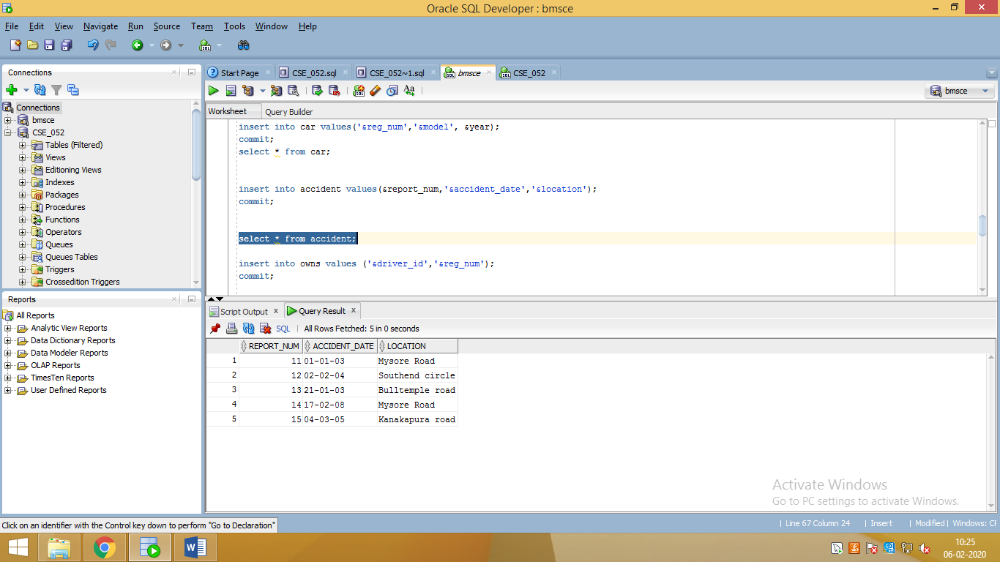 Oracle SQL Developer : bmsce
File Edit View Navigate Run Source Team Tools Window Help
Connections
Connections
bmsce
CSE_052
Tables (Filtered)
Views
Editioning Views
Indexes
Packages
Procedures
Functions
Operators
Queues
Queues Tables
Triggers
Crossedition Triggers
Reports
All Reports
Analytic View Reports
Data Dictionary Reports
Data Modeler Reports
OLAP Reports
TimesTen Reports
User Defined Reports
Start Page CSE_052.sql CSE_052~1.sql bmsce CSE_052
bmsce
Worksheet Query Builder
insert into car values('&reg_num','&model', &year);
commit;
select * from car;
insert into accident values(&report_num,'&accident_date','&location');
commit;
select * from accident;
insert into owns values ('&driver_id','&reg_num');
commit;
Script Output x Query Result x
SQL | All Rows Fetched: 5 in 0 seconds
REPORT_NUM ACCIDENT_DATE LOCATION
1 11 01-01-03 Mysore Road
2 12 02-02-04 Southend circle
3 13 21-01-03 Bulltemple road
4 14 17-02-08 Mysore Road
5 15 04-03-05 Kanakapura road
Activate Windows
Go to PC settings to activate Windows.
Click on an identifier with the Control key down to perform "Go to Declaration"
| Line 67 Column 24 | Insert | Modified | Windows: CF
10:25
06-02-2020